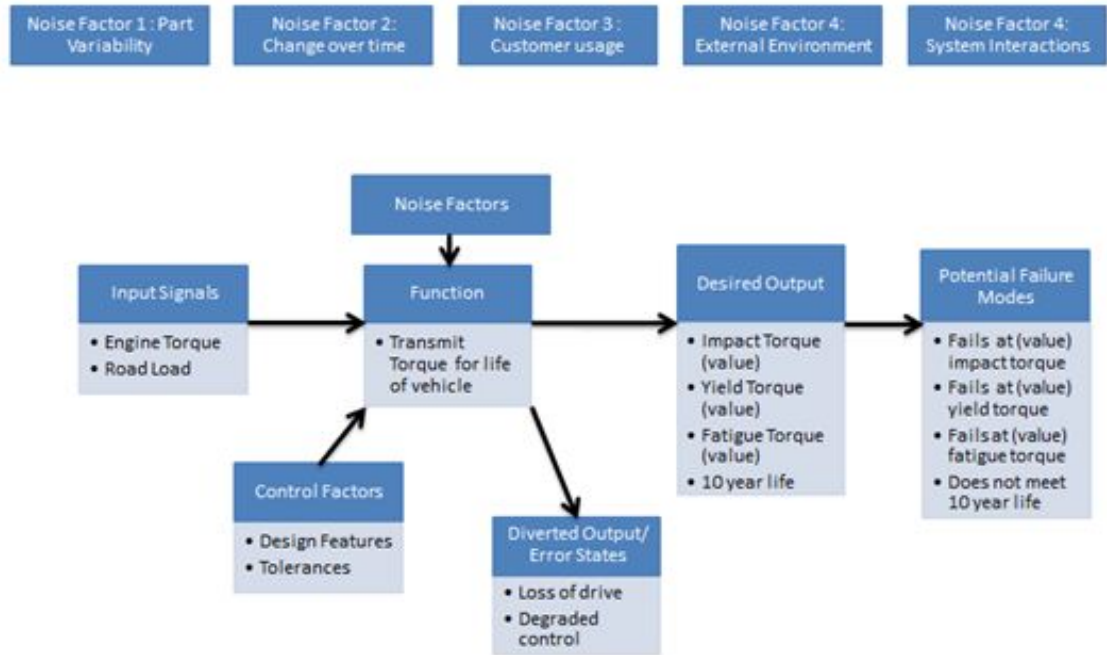 Noise Factor 1 : Part
Variability
Noise Factor 2:
Change over time
Noise Factor 3 :
Customer usage
Noise Factor 4:
External Environment
Noise Factor 4:
System Interactions
Noise Factors
Input Signals
• Engine Torque
• Road Load
Function
• Transmit
Torque for life
of vehicle
Desired Output
• Impact Torque
(value)
• Yield Torque
(value)
• Fatigue Torque
(value)
• 10 year life
Potential Failure
Modes
• Fails at (value)
impact torque
• Fails at (value)
yield torque
• Fails at (value)
fatigue torque
• Does not meet
10 year life
Control Factors
• Design Features
• Tolerances
Diverted Output/
Error States
• Loss of drive
• Degraded
control